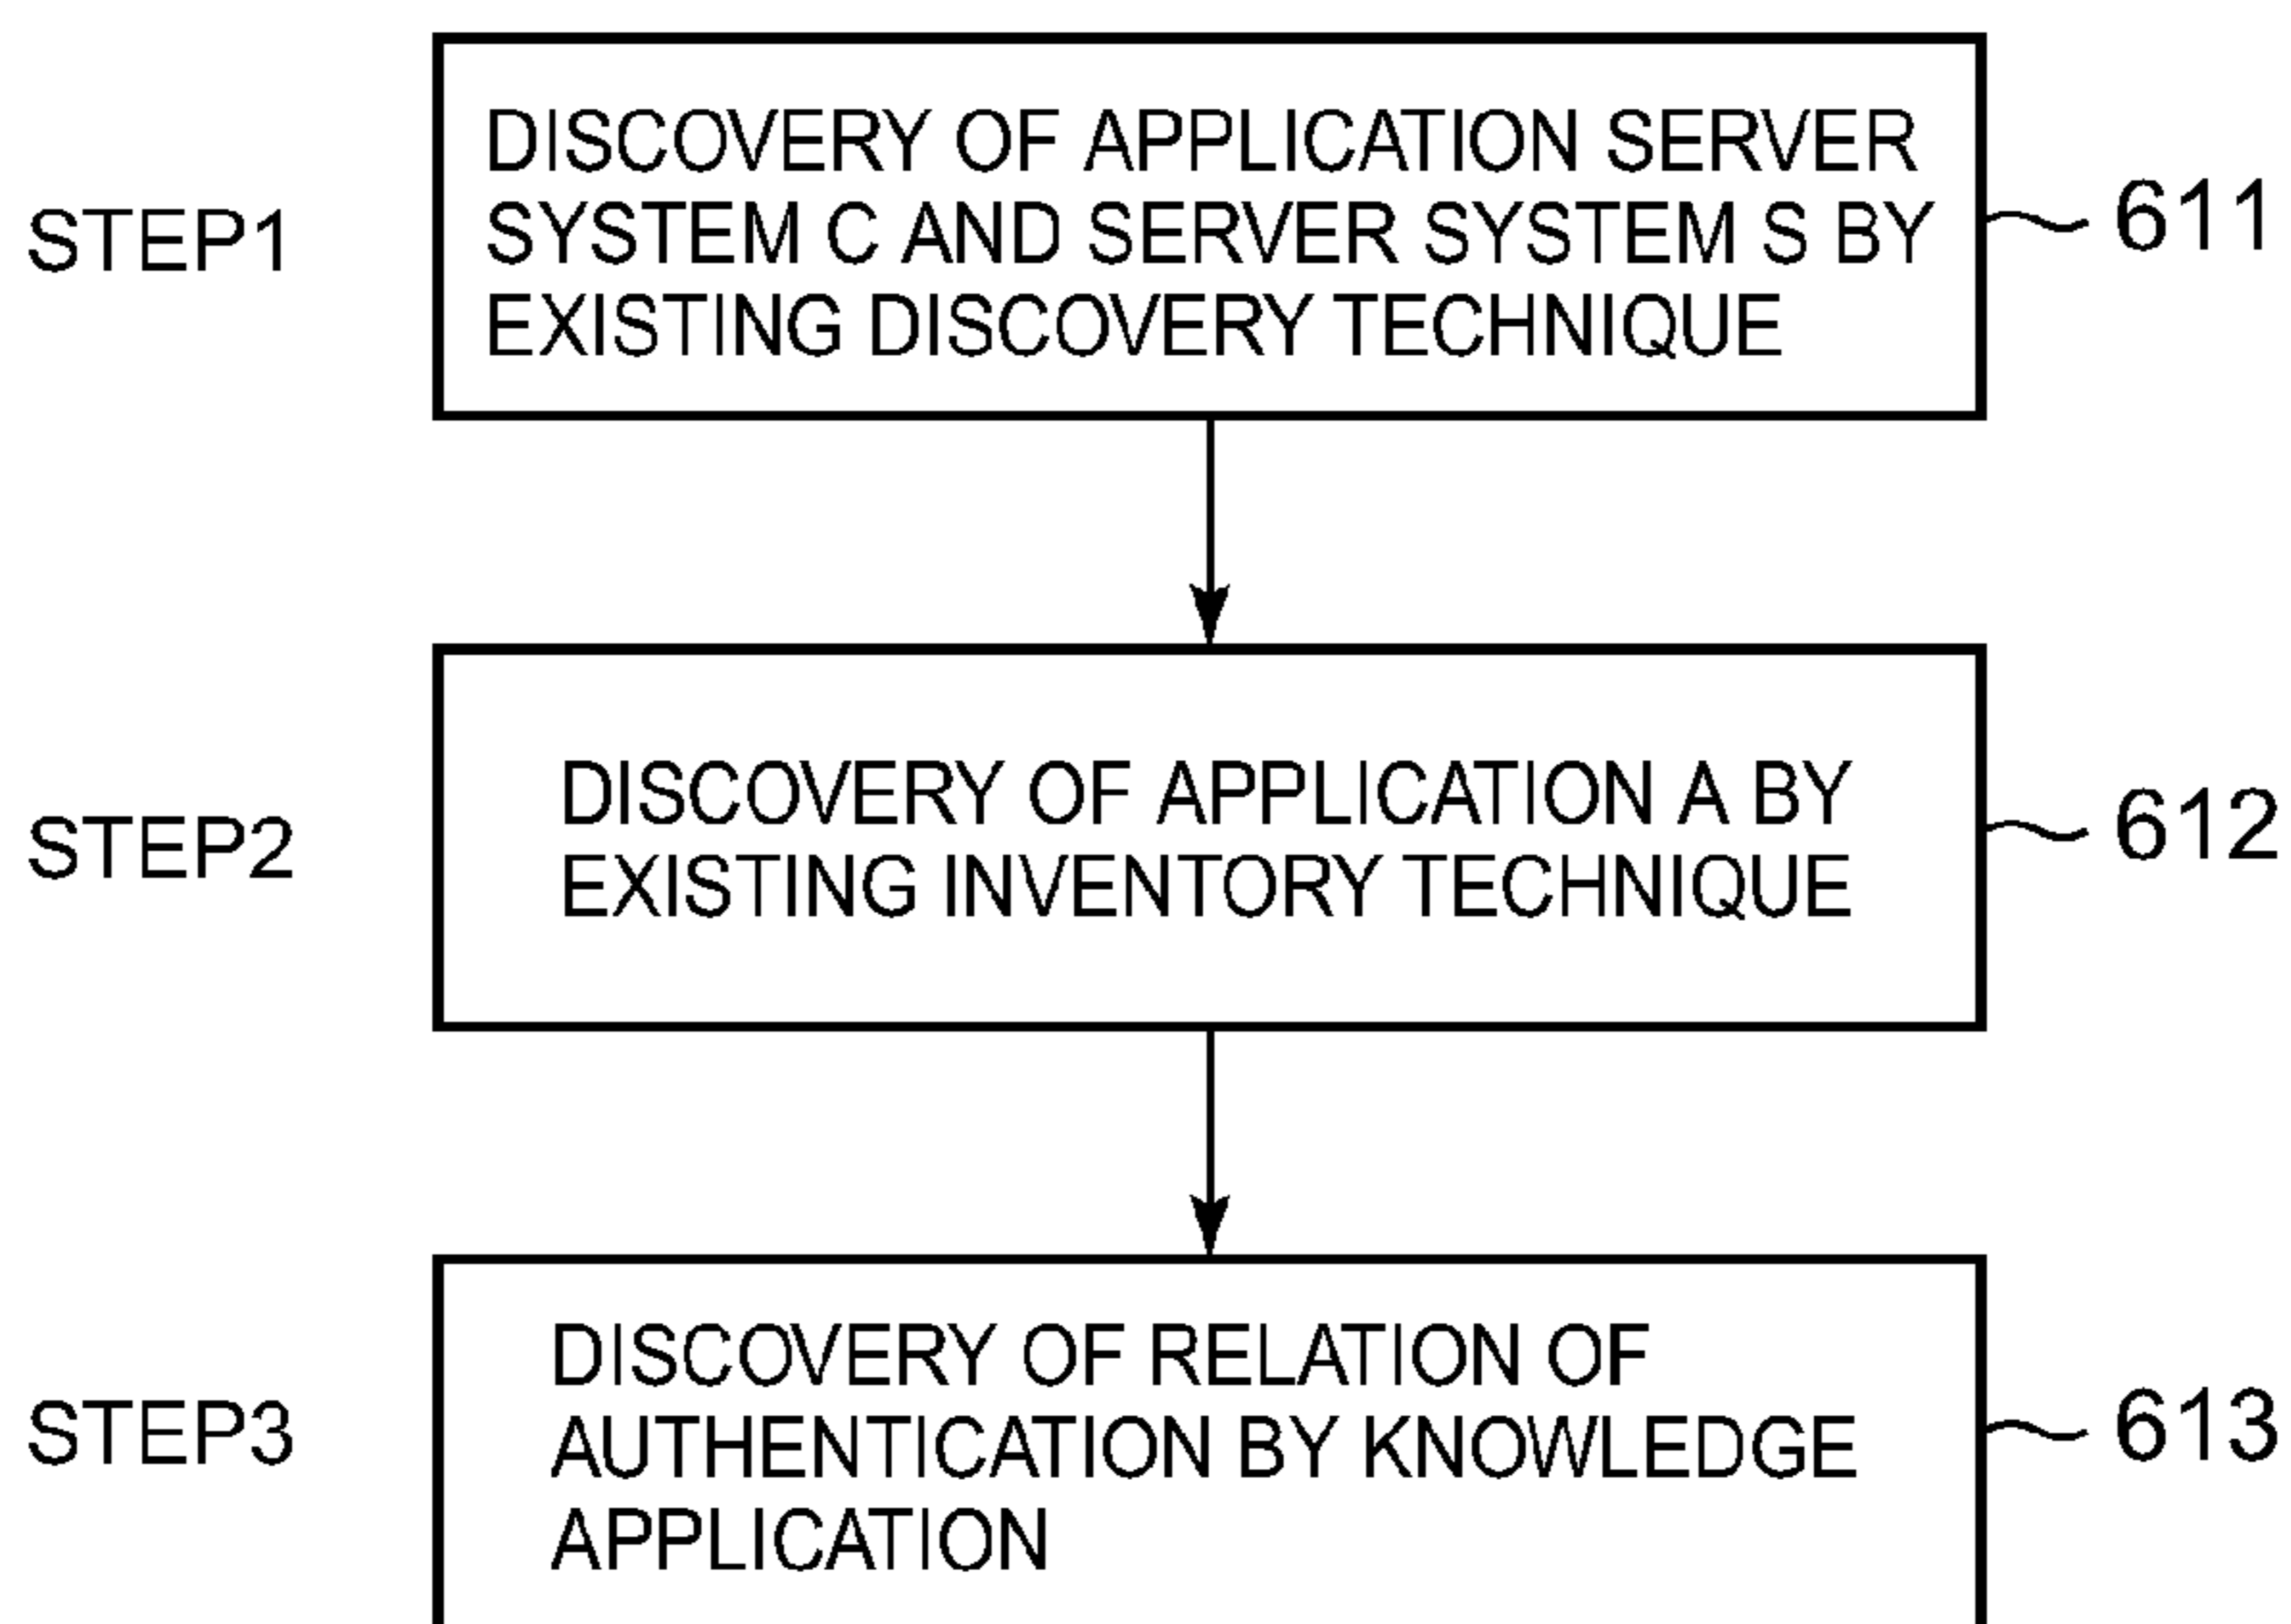 STEP1
DISCOVERY OF APPLICATION SERVER
SYSTEM C AND SERVER SYSTEM S BY
EXISTING DISCOVERY TECHNIQUE
611
STEP2
DISCOVERY OF APPLICATION A BY
EXISTING INVENTORY TECHNIQUE
612
STEP3
DISCOVERY OF RELATION OF
AUTHENTICATION BY KNOWLEDGE
APPLICATION
613